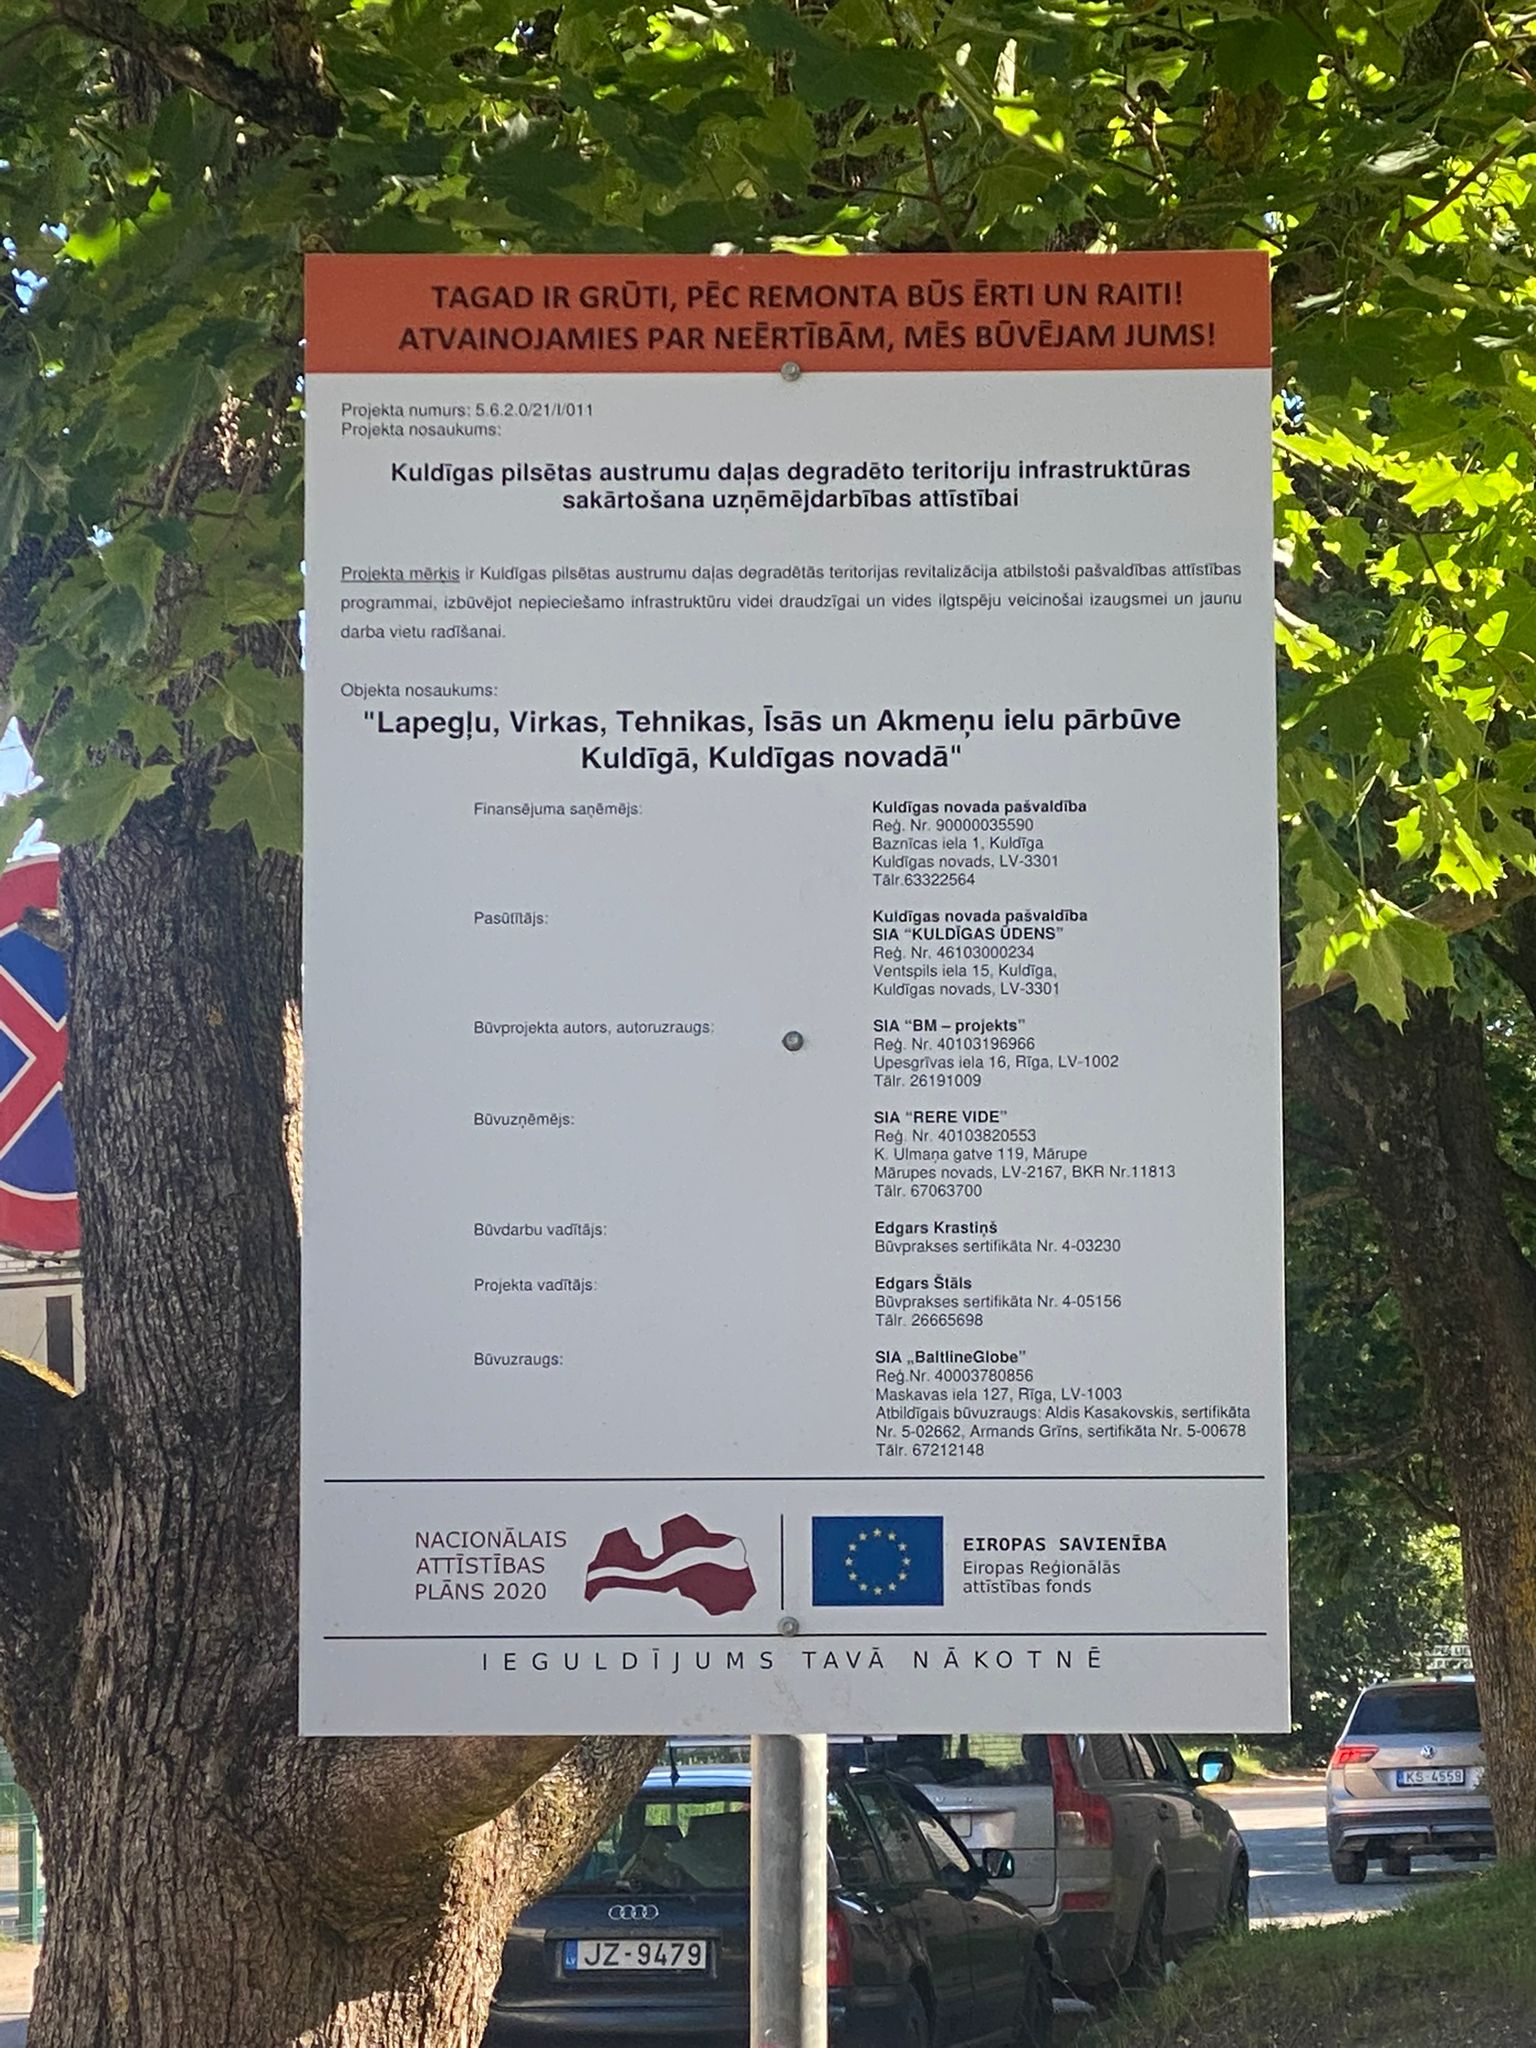 TAGAD IR GRŪTI, PĒC REMONTA BŪS ĒRTI UN RAITI!
ATVAINOJAMIES PAR NEĒRTĪBĀM, MĒS BŪVĒJAM JUMS!
Projekta numurs: 5.6.2.0/21/I/011
Projekta nosaukums:
Kuldīgas pilsētas austrumu daļas degradēto teritoriju infrastruktūras
sakārtošana uzņēmējdarbības attīstībai
Projekta mērķis ir Kuldīgas pilsētas austrumu daļas degradētās teritorijas revitalizācija atbilstoši pašvaldības attīstības
programmai, izbūvējot nepieciešamo infrastruktūru videi draudzīgai un vides ilgtspēju veicinošai izaugsmei un jaunu
darba vietu radīšanai.
Objekta nosaukums:
"Lapegļu, Virkas, Tehnikas, Īsās un Akmeņu ielu pārbūve
Kuldīgā, Kuldīgas novadā"
Finansējuma saņēmējs:
Kuldīgas novada pašvaldība
Reģ. Nr. 90000035590
Baznīcas iela 1, Kuldīga
Kuldīgas novads, LV-3301
Tālr.63322564
Pasūtītājs:
Kuldīgas novada pašvaldība
SIA “KULDĪGAS ŪDENS”
Reģ. Nr. 46103000234
Ventspils iela 15, Kuldīga,
Kuldīgas novads, LV-3301
Būvprojekta autors, autoruzraugs:
SIA “BM – projekts”
Reģ. Nr. 40103196966
Upesgrīvas iela 16, Rīga, LV-1002
Tālr. 26191009
Būvuzņēmējs:
SIA “RERE VIDE”
Reģ. Nr. 40103820553
K. Ulmaņa gatve 119, Mārupe
Mārupes novads, LV-2167, BKR Nr.11813
Tālr. 67063700
Būvdarbu vadītājs:
Edgars Krastiņš
Būvprakses sertifikāta Nr. 4-03230
Projekta vadītājs:
Edgars Štāls
Būvprakses sertifikāta Nr. 4-05156
Tālr. 26665698
Būvuzraugs:
SIA „BaltlineGlobe”
Reģ.Nr. 40003780856
Maskavas iela 127, Rīga, LV-1003
Atbildīgais būvuzraugs: Aldis Kasakovskis, sertifikāta
Nr. 5-02662, Armands Grīns, sertifikāta Nr. 5-00678
Tālr. 67212148
NACIONĀLAIS
ATTĪSTĪBAS
PLĀNS 2020
EIROPAS SAVIENĪBA
Eiropas Reģionālās
attīstības fonds
IEGULDĪJUMS TAVĀ NĀKOTNĒ
KS-4559
LV JZ-9479